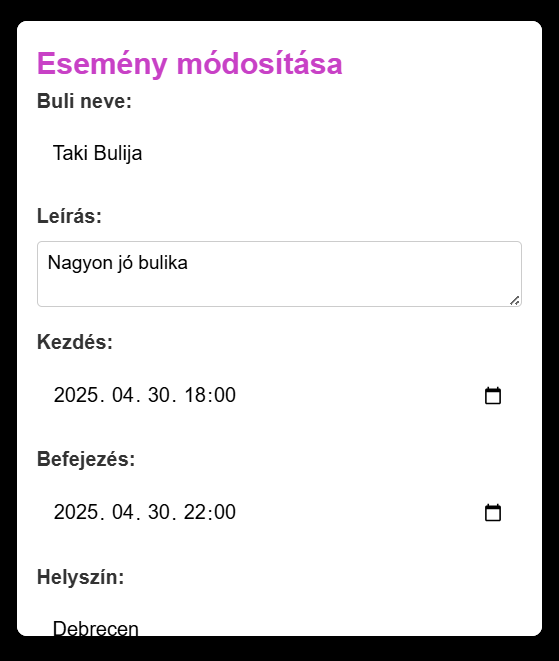 Esemény módosítása
Buli neve:
Taki Bulija
Leírás:
Nagyon jó bulika
Kezdés:
2025. 04. 30. 18:00
Befejezés:
2025. 04. 30. 22:00
Helyszín:
Debrecen